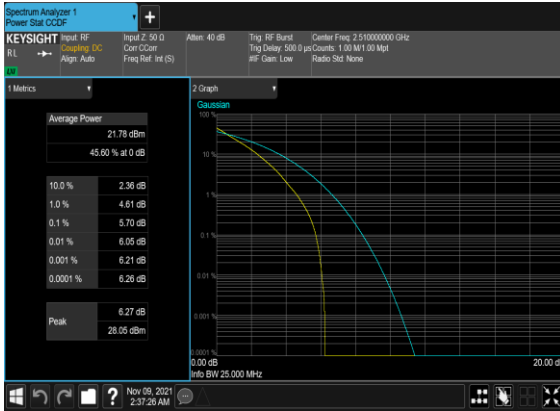 Spectrum Analyzer 1
Power Stat CCDF
KEYSIGHT
RL
Input: RF
Coupling: DC
Align: Auto
Input Z: 50 Ω
Corr CCorr
Freq Ref: Int (S)
Atten: 40 dB
Trig: RF Burst
Trig Delay: 500.0 µs
#IF Gain: Low
Center Freq: 2.510000000 GHz
Counts: 1.00 M/1.00 Mpt
Radio Std: None
1 Metrics
Average Power
21.78 dBm
45.60 % at 0 dB
10.0 % 2.36 dB
1.0 % 4.61 dB
0.1 % 5.70 dB
0.01 % 6.05 dB
0.001 % 6.21 dB
0.0001 % 6.26 dB
Peak
6.27 dB
28.05 dBm
2 Graph
Gaussian
100 %
10 %
1 %
0.1 %
0.01 %
0.001 %
0.0001 %
0.00 dB
20.00 d
Info BW 25.000 MHz
?
Nov 09, 2021
2:37:26 AM